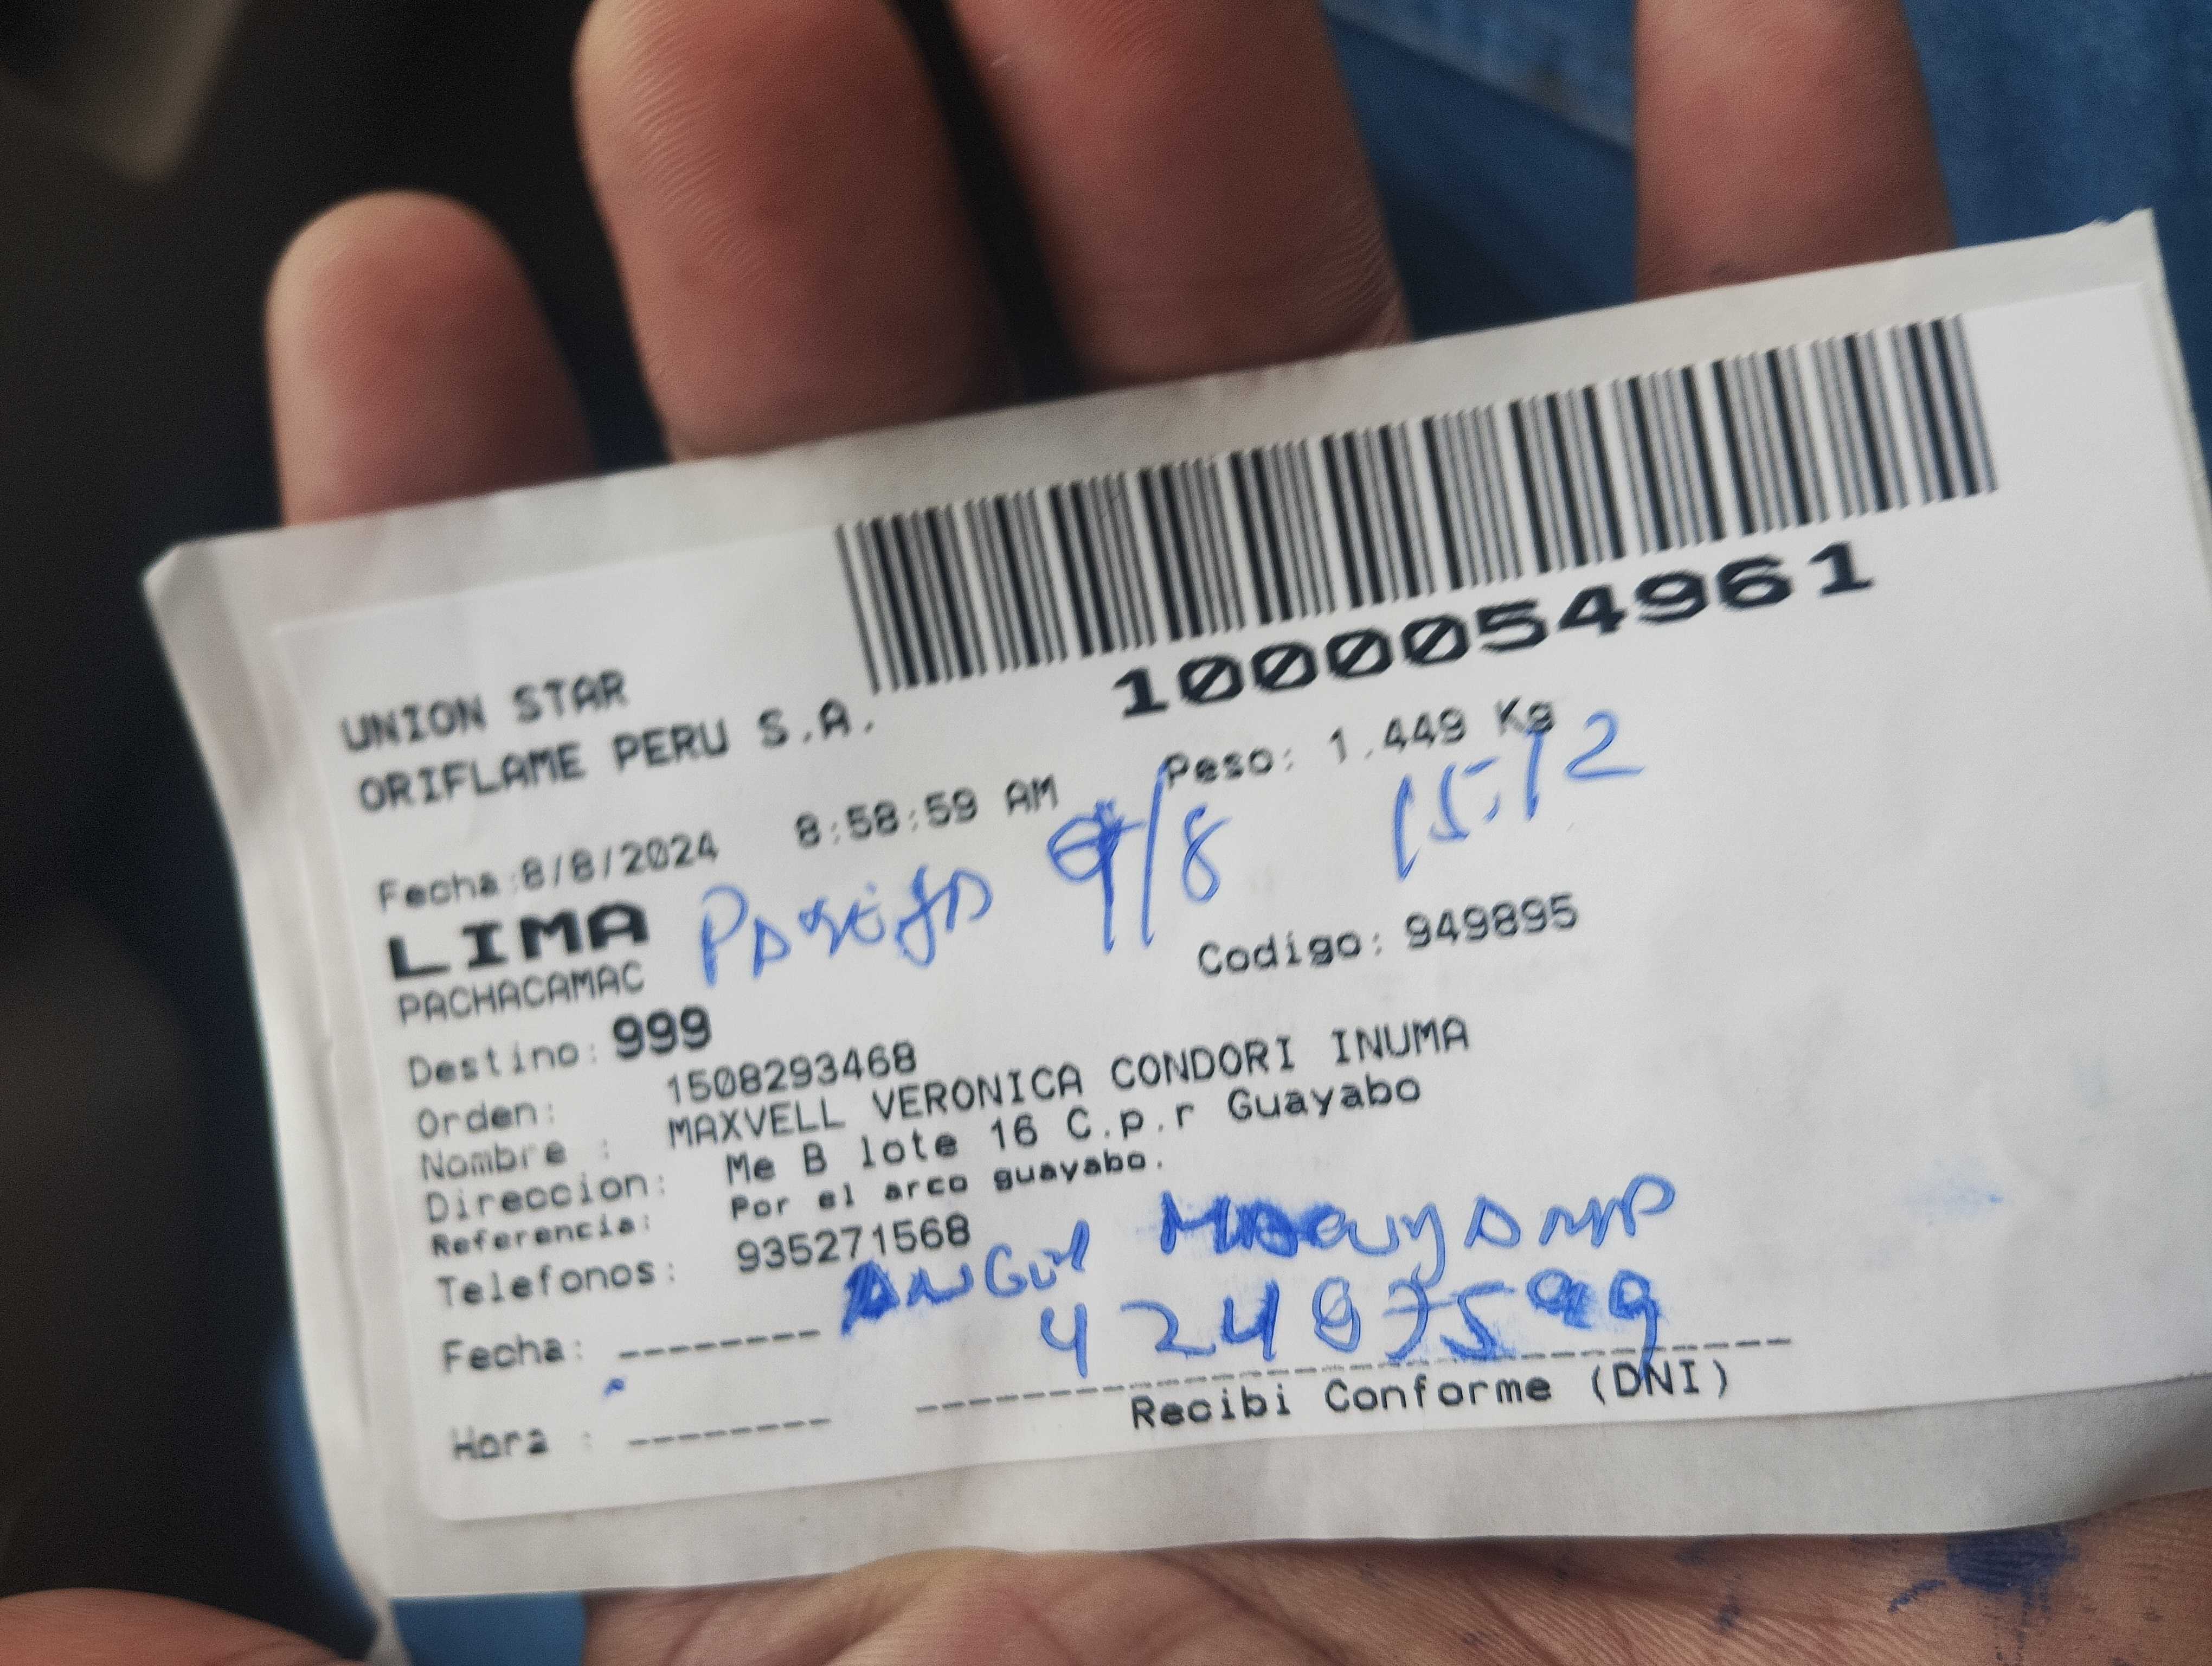 1000054961
UNION STAR
ORIFLAME PERU S.A.
Peso: 1.449 Kg
Fecha:8/8/2024 8:58:59 AM
9/8 15:12
LIMA
PACHACAMAC
Codigo: 949895
Destino: 999
Orden: 1508293468
Nombre : MAXVELL VERONICA CONDORI INUMA
Direccion: Me B lote 16 C.p.r Guayabo
Referencia: Por el arco guayabo.
Telefonos: 935271568
Fecha: --------
Hora : --------
Recibi Conforme (DNI)